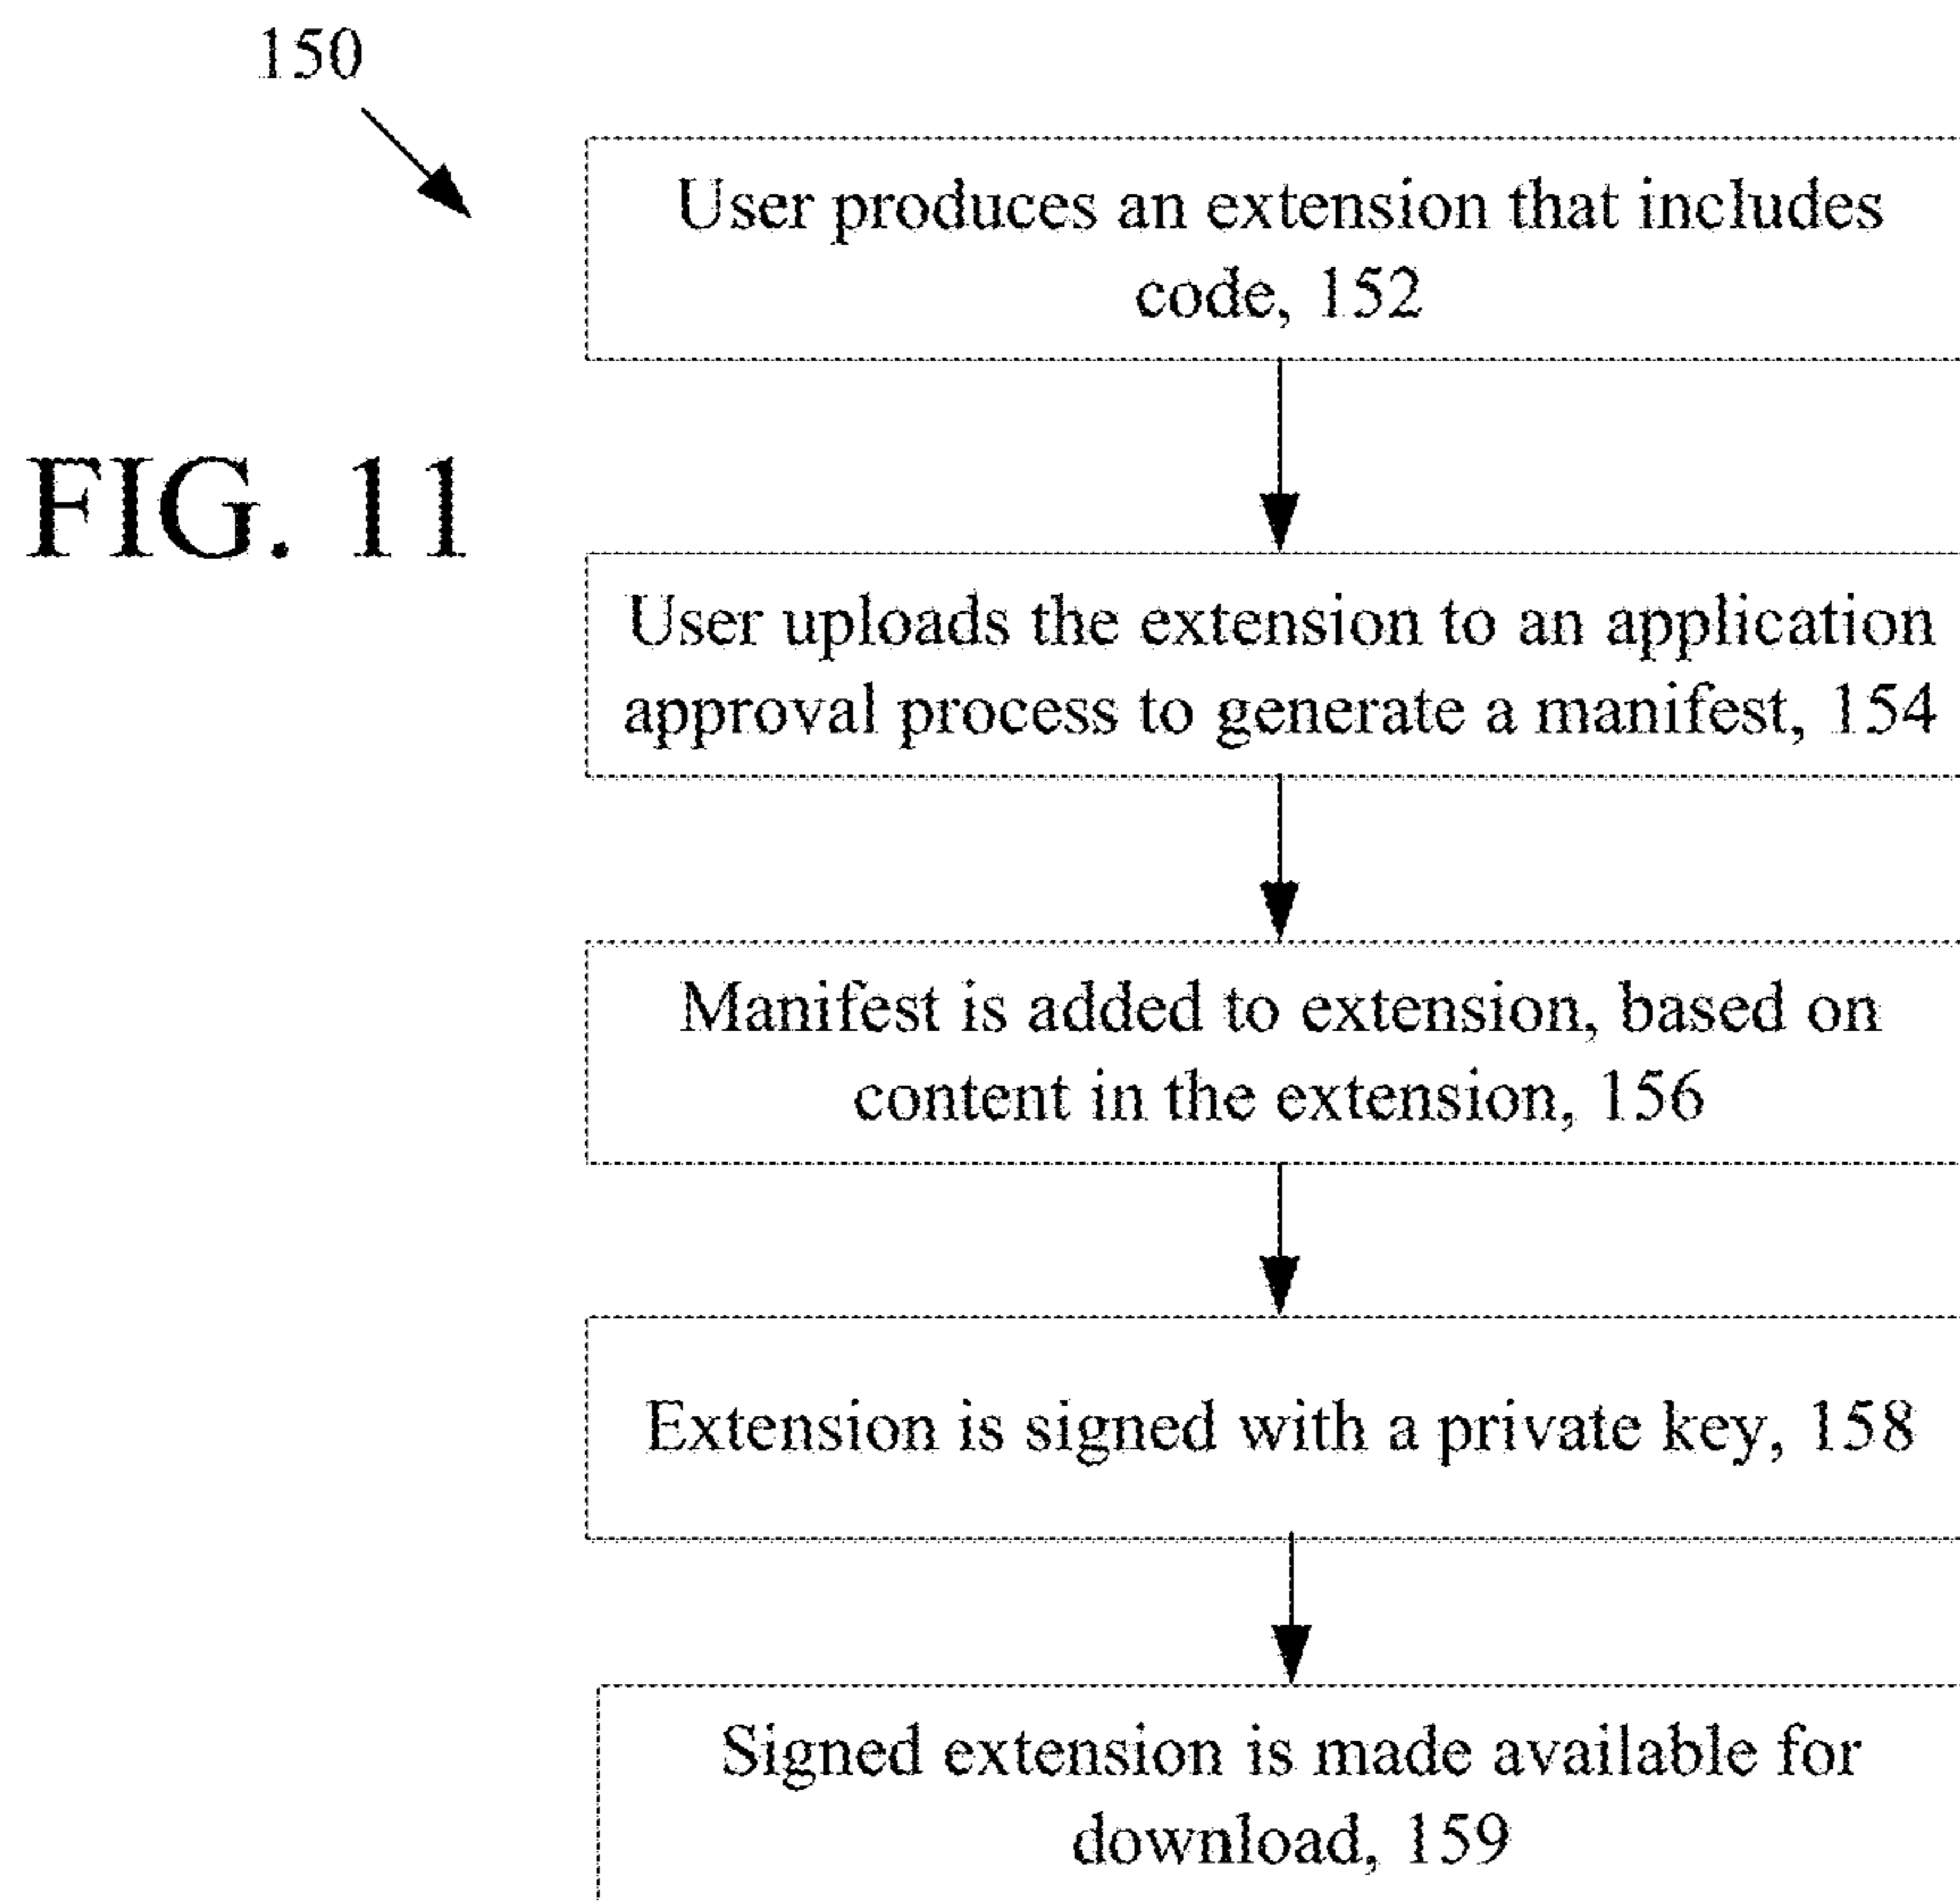 150
User produces an extension that includes
code, 152
FIG. 11
User uploads the extension to an application
approval process to generate a manifest, 154
Manifest is added to extension, based on
content in the extension, 156
Extension is signed with a private key, 158
Signed extension is made available for
download, 159